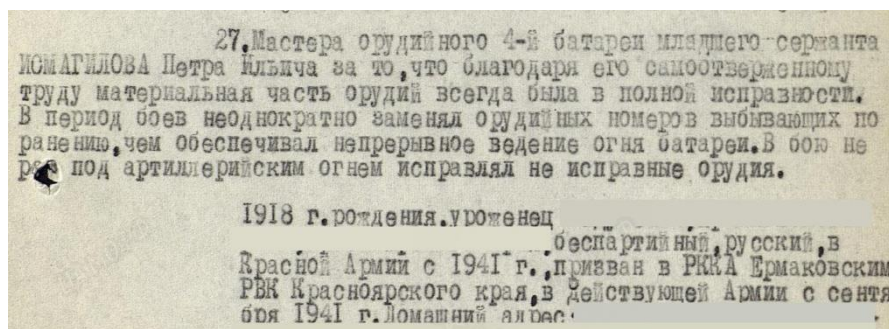 27.Мастера орудийного 4-й батареи младшего сержанта
ИСМАГИЛОВА Петра Ильича за то,что благодаря его самоотверженному
труду материальная часть орудий всегда была в полной исправности.
В период боев неоднократно заменял орудийных номеров выбывающих по
ранению,чем обеспечивал непрерывное ведение огня батареи.В бою не
раз под артиллерийским огнем исправлял не исправные орудия.
1918 г.рождения.уроженец
беспартийный,русский,в
Красной Армии с 1941 г.,призван в РККА Ермаковским
РВК Красноярского края,в Действующей Армии с сентя
бря 1941 г.Домашний адрес: